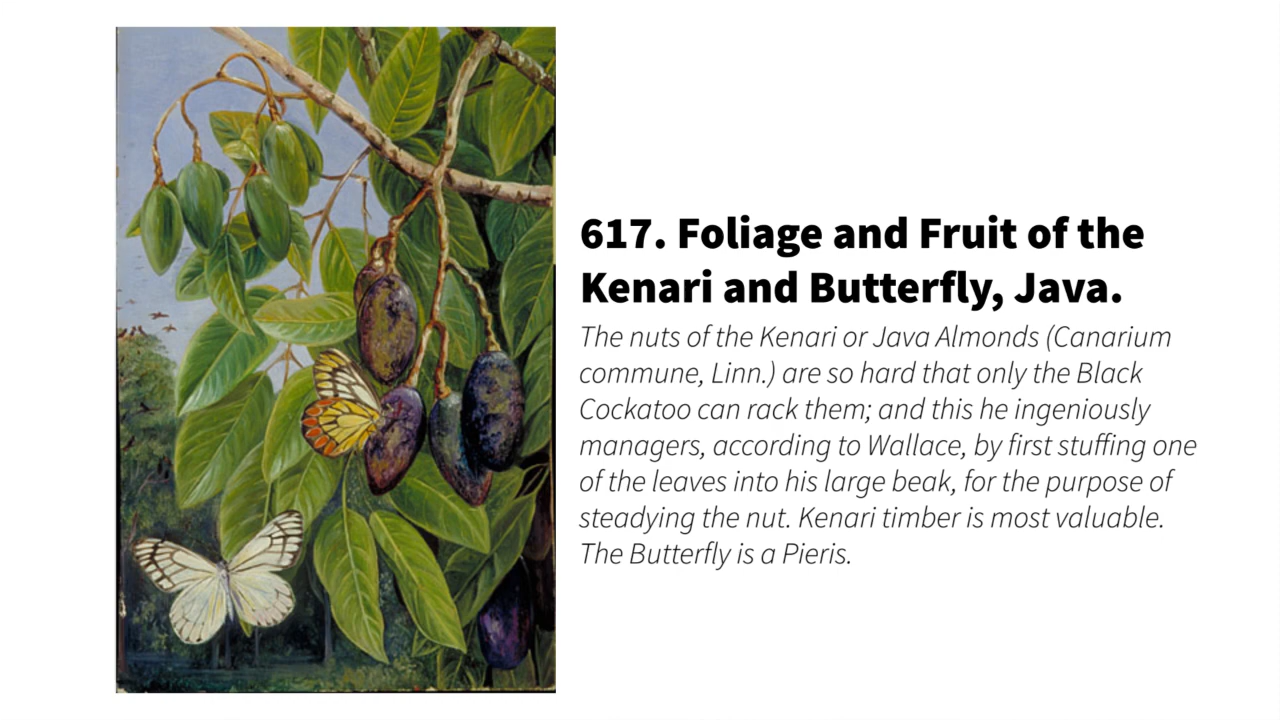 617. Foliage and Fruit of the
Kenari and Butterfly, Java.
The nuts of the Kenari or Java Almonds (Canarium
commune, Linn.) are so hard that only the Black
Cockatoo can rack them; and this he ingeniously
managers, according to Wallace, by first stuffing one
of the leaves into his large beak, for the purpose of
steadying the nut. Kenari timber is most valuable.
The Butterfly is a Pieris.